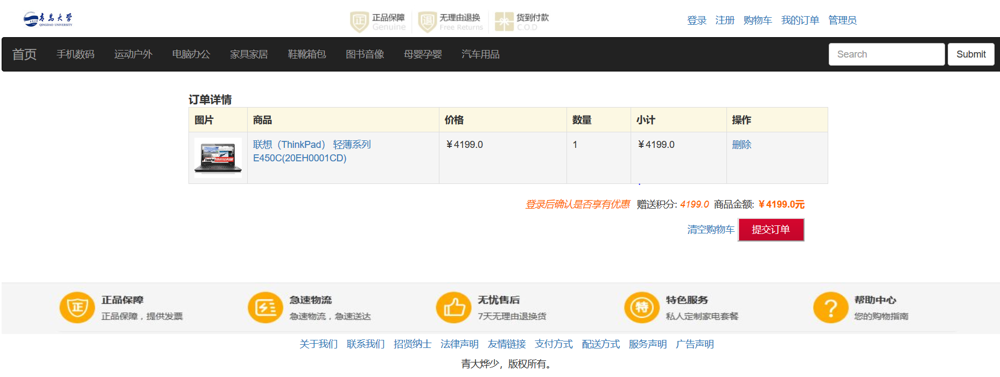 青岛大学
QINGDAO UNIVERSITY
正品保障
Genuine
无理由退换
Free Returns
货到付款
C.O.D
登录 注册 购物车 我的订单 管理员
首页 手机数码 运动户外 电脑办公 家具家居 鞋靴箱包 图书音像 母婴孕婴 汽车用品 Search Submit
订单详情
图片 商品 价格 数量 小计 操作
联想（ThinkPad） 轻薄系列 ￥4199.0 1 ￥4199.0 删除
E450C(20EH0001CD)
登录后确认是否享有优惠 赠送积分: 4199.0 商品金额: ￥4199.0元
清空购物车 提交订单
正品保障
正品保障，提供发票
急速物流
急速物流，急速送达
无忧售后
7天无理由退换货
特色服务
私人定制家电套餐
帮助中心
您的购物指南
关于我们 联系我们 招贤纳士 法律声明 友情链接 支付方式 配送方式 服务声明 广告声明
青大烨少，版权所有。